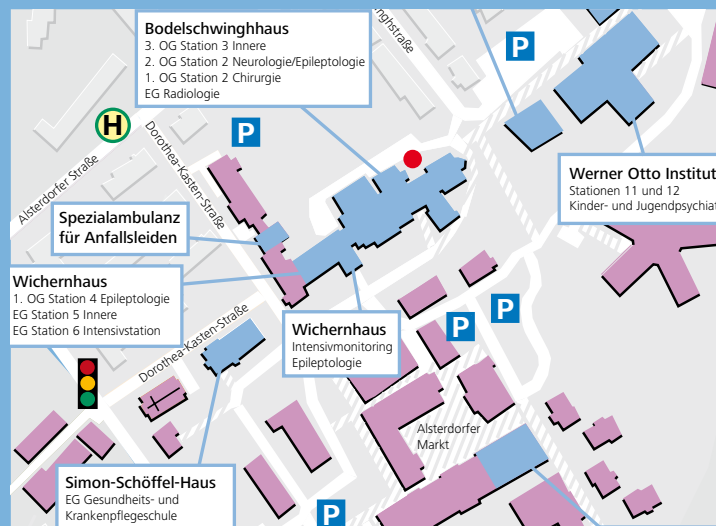 Bodelschwinghhaus
3. OG Station 3 Innere
2. OG Station 2 Neurologie/Epileptologie
1. OG Station 2 Chirurgie
EG Radiologie
nghstraße
P
P
H
Dorothea-Kasten-Straße
Alsterdorfer Straße
Werner Otto Institut
Stationen 11 und 12
Kinder- und Jugendpsychiat
Spezialambulanz
für Anfallsleiden
Wichernhaus
1. OG Station 4 Epileptologie
EG Station 5 Innere
EG Station 6 Intensivstation
Dorothea-Kasten-Straße
Wichernhaus
Intensivmonitoring
Epileptologie
P
P
Alsterdorfer
Markt
Simon-Schöffel-Haus
EG Gesundheits- und
Krankenpflegeschule
P